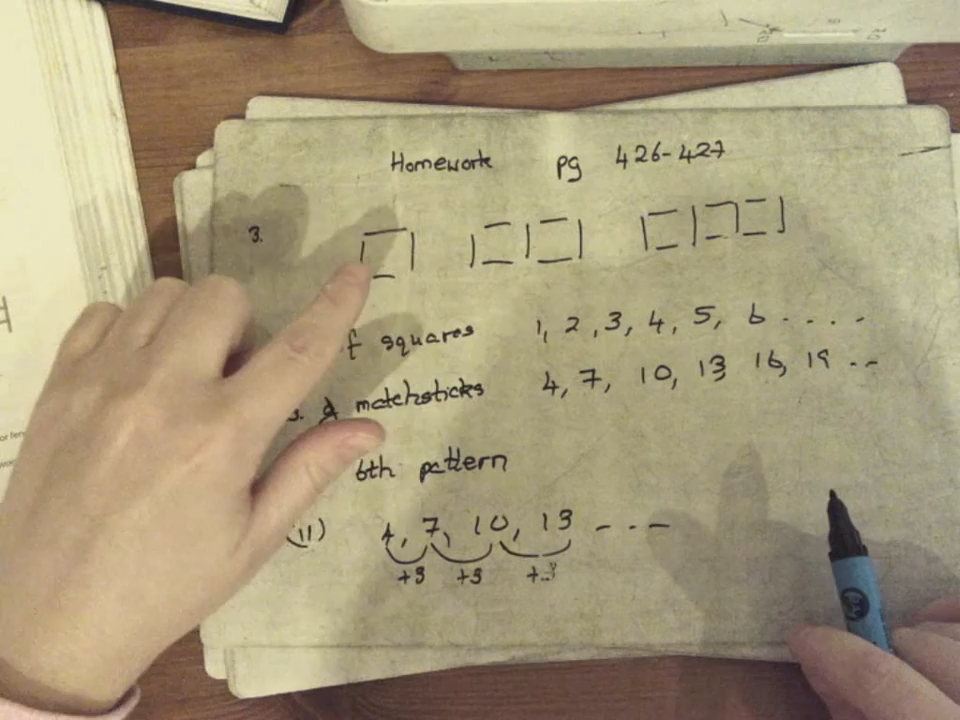 Homework pg 426-427
3.
f squares 1, 2, 3, 4, 5, 6 . . . .
matchsticks 4, 7, 10, 13 16, 19 . .
6th pattern
(11) 4, 7, 10, 13 - - -
+3 +3 +3